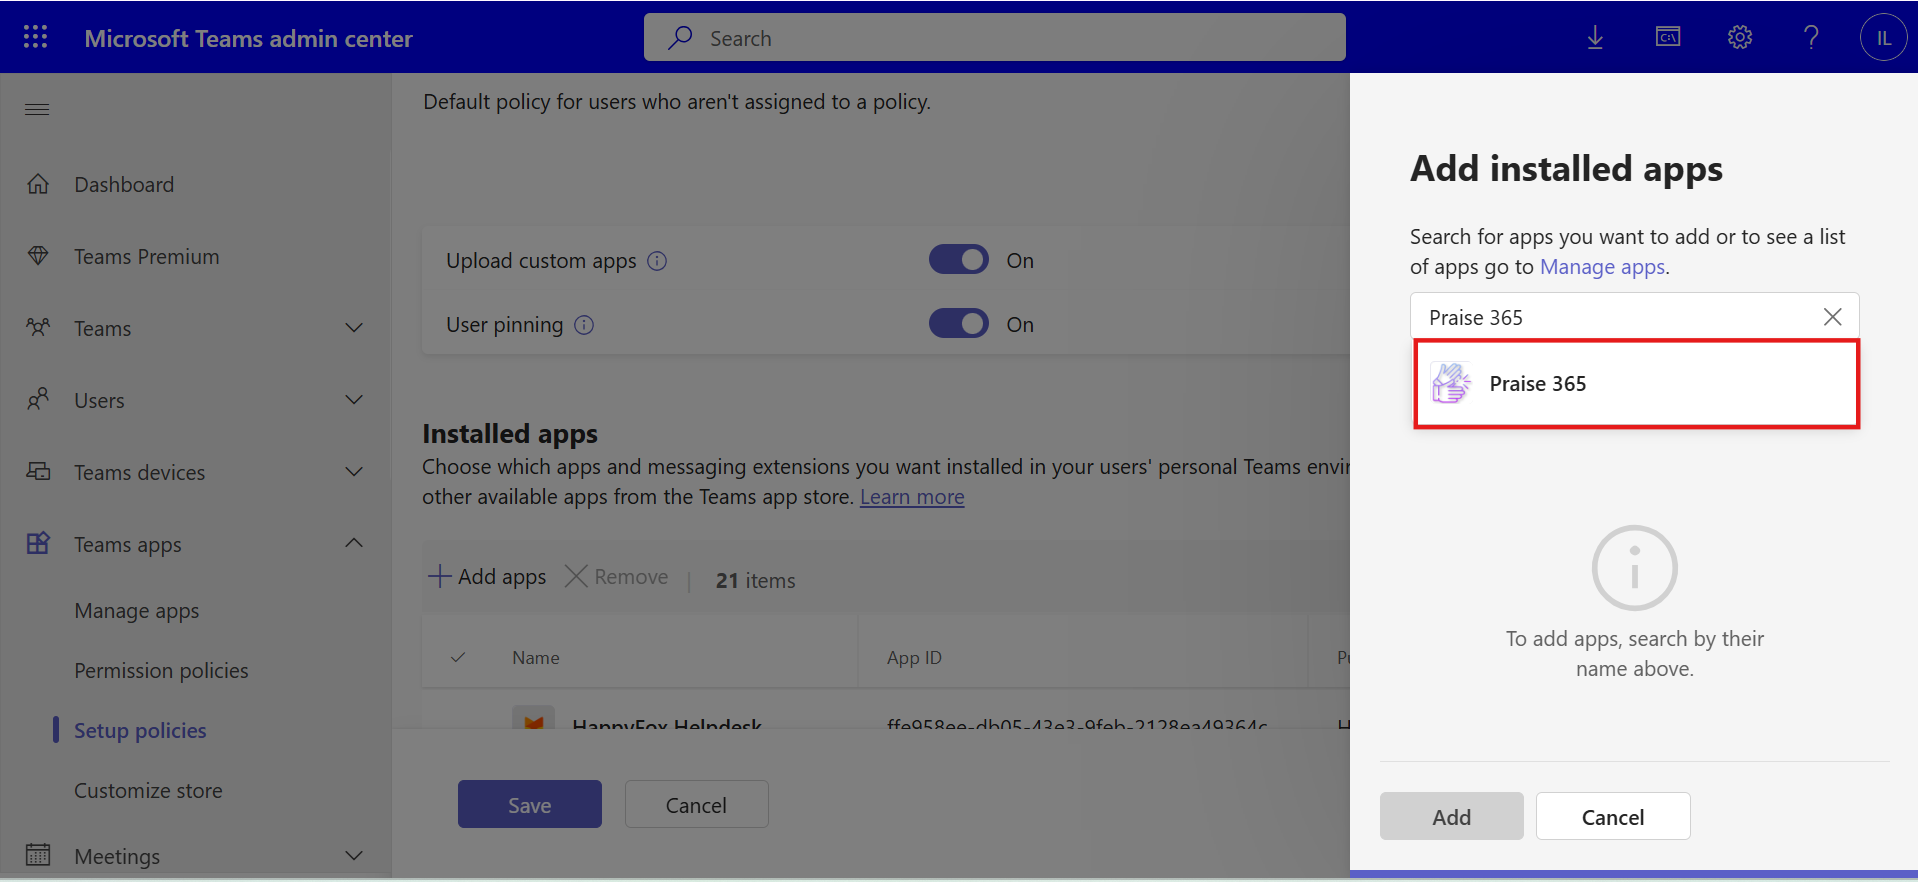 Microsoft Teams admin center
Search
C:\
?
IL
Dashboard
Teams Premium
Teams
Users
Teams devices
Teams apps
Manage apps
Permission policies
Setup policies
Customize store
Meetings
Default policy for users who aren't assigned to a policy.
Upload custom apps
On
User pinning
On
Installed apps
Choose which apps and messaging extensions you want installed in your users' personal Teams envir
other available apps from the Teams app store. Learn more
Add apps
Remove
21 items
Name
App ID
Pu
HappyFox Helpdesk
ffe958ee-db05-43e3-9feb-2128ea49364c
H
Save
Cancel
Add installed apps
Search for apps you want to add or to see a list
of apps go to Manage apps.
Praise 365
Praise 365
To add apps, search by their
name above.
Add
Cancel